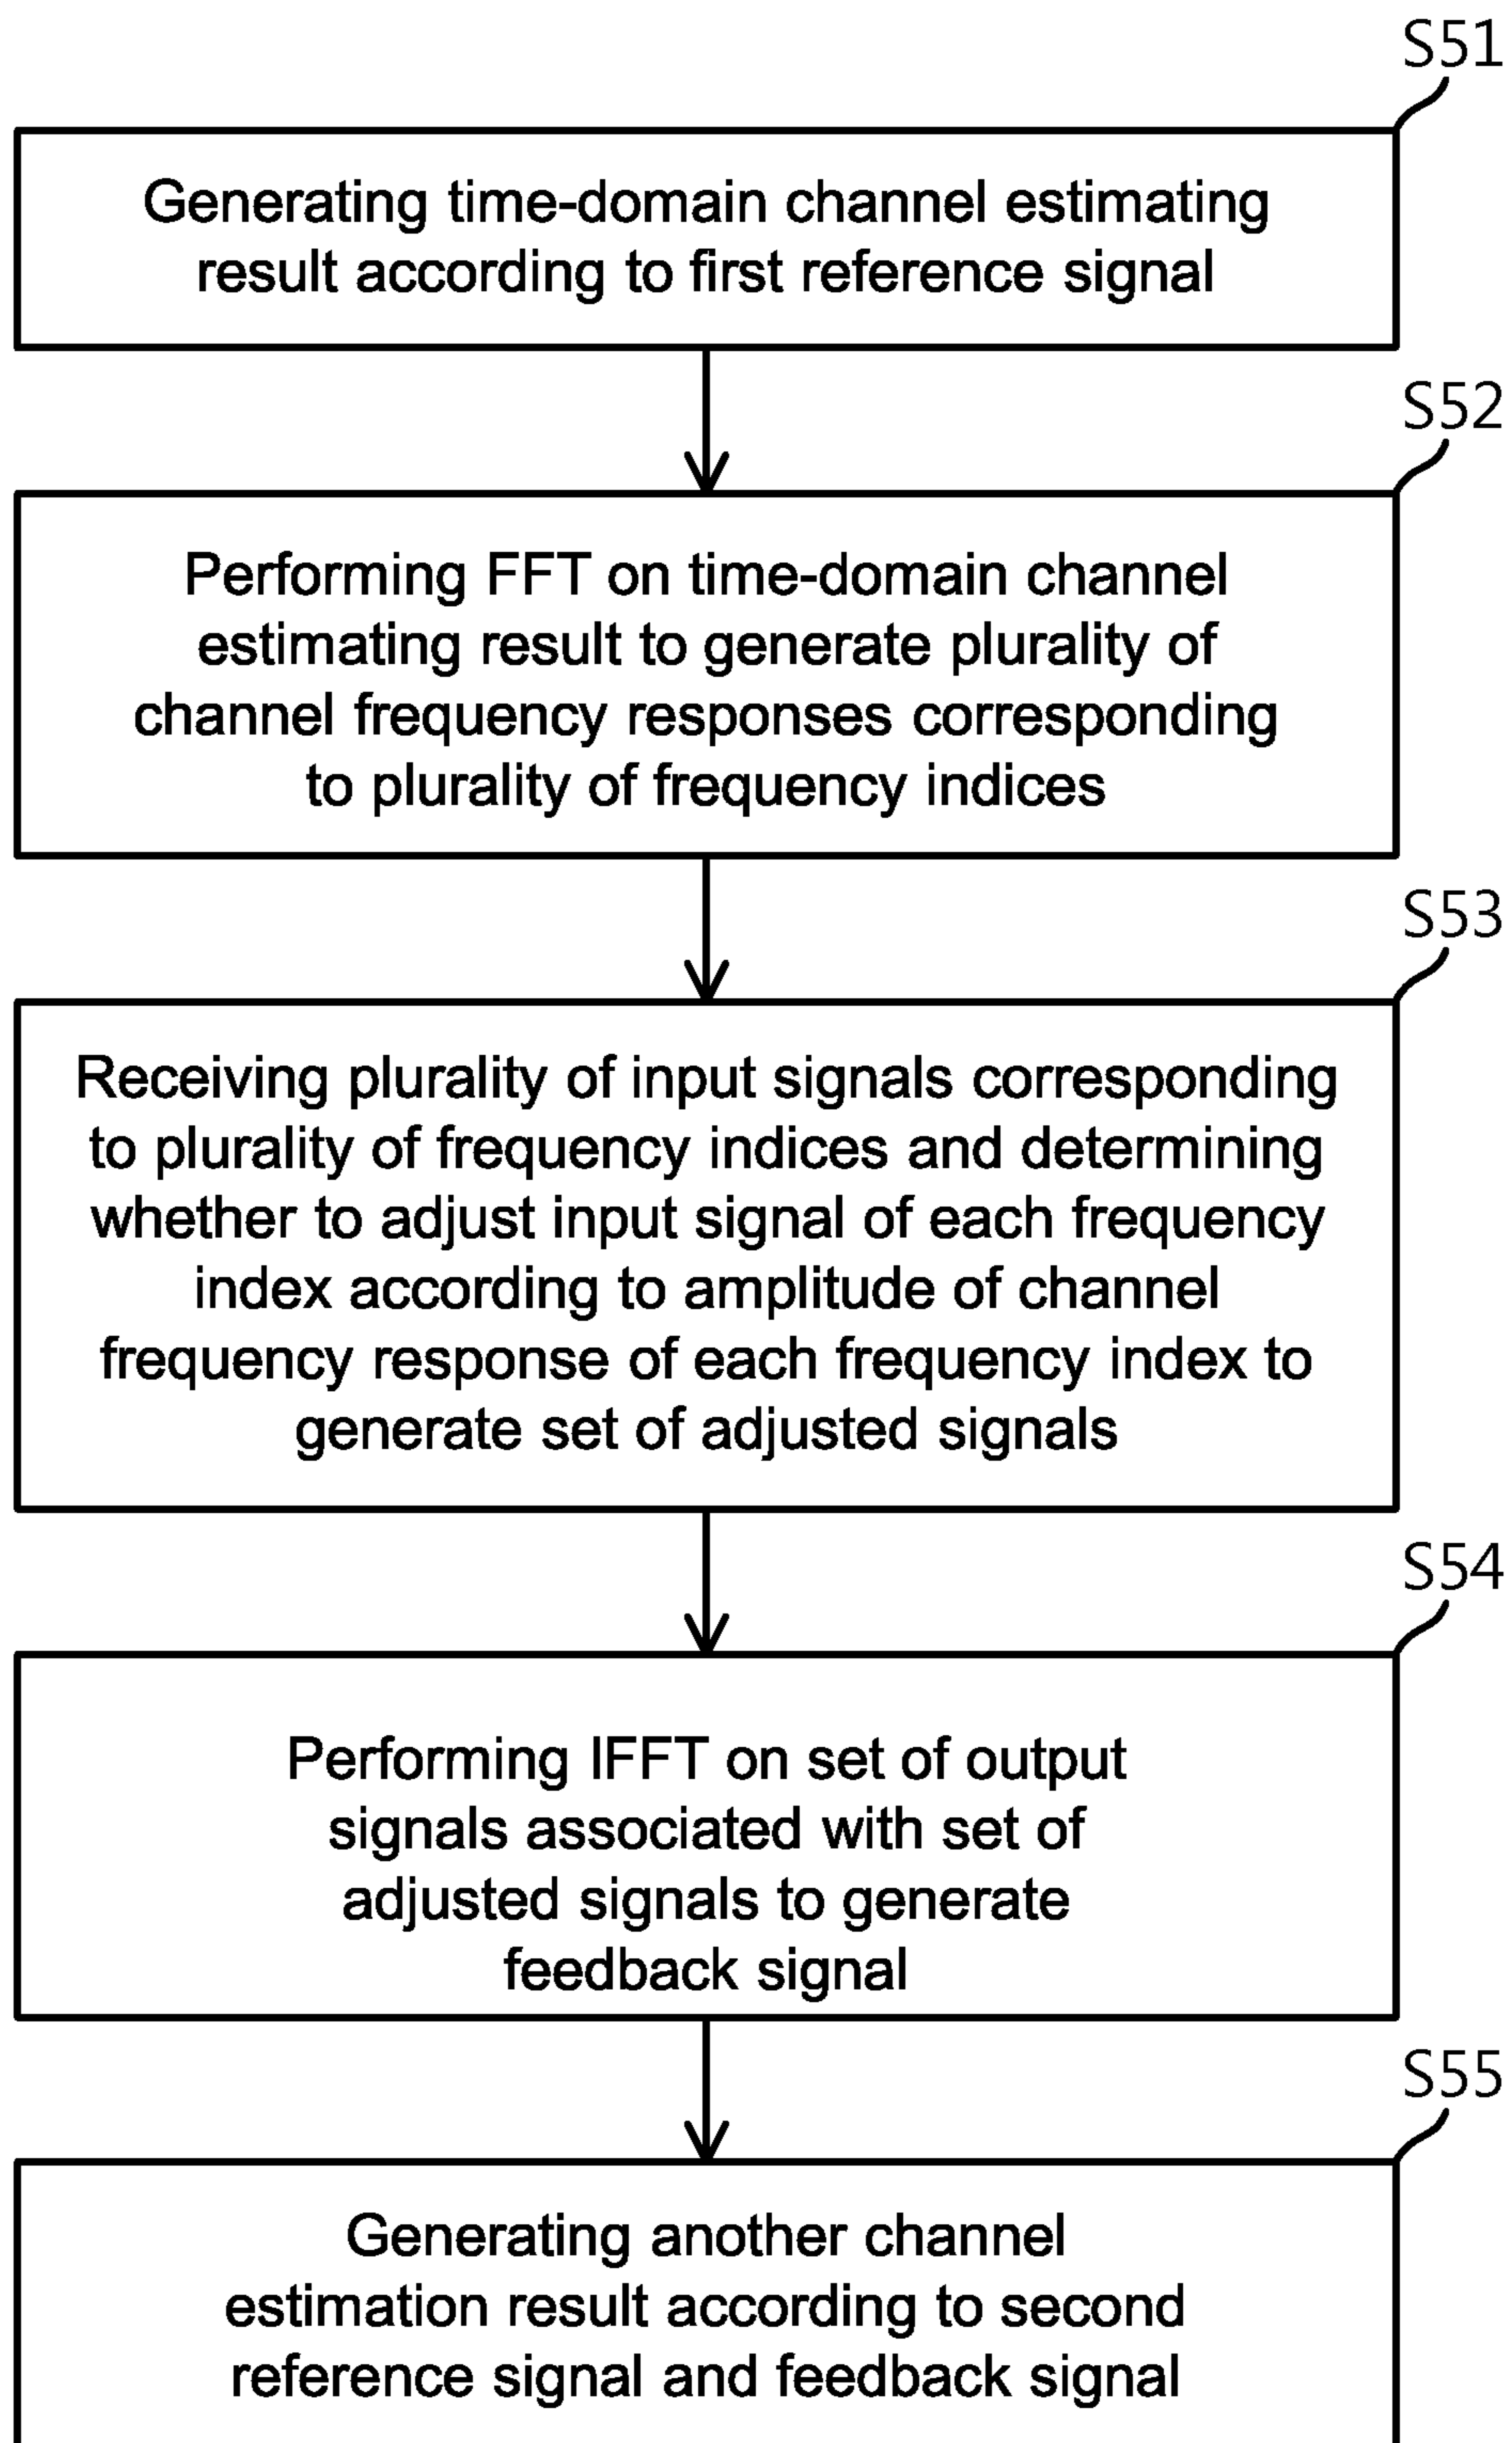 S51
Generating time-domain channel estimating
result according to first reference signal
S52
Performing FFT on time-domain channel
estimating result to generate plurality of
channel frequency responses corresponding
to plurality of frequency indices
S53
Receiving plurality of input signals corresponding
to plurality of frequency indices and determining
whether to adjust input signal of each frequency
index according to amplitude of channel
frequency response of each frequency index to
generate set of adjusted signals
S54
Performing IFFT on set of output
signals associated with set of
adjusted signals to generate
feedback signal
S55
Generating another channel
estimation result according to second
reference signal and feedback signal